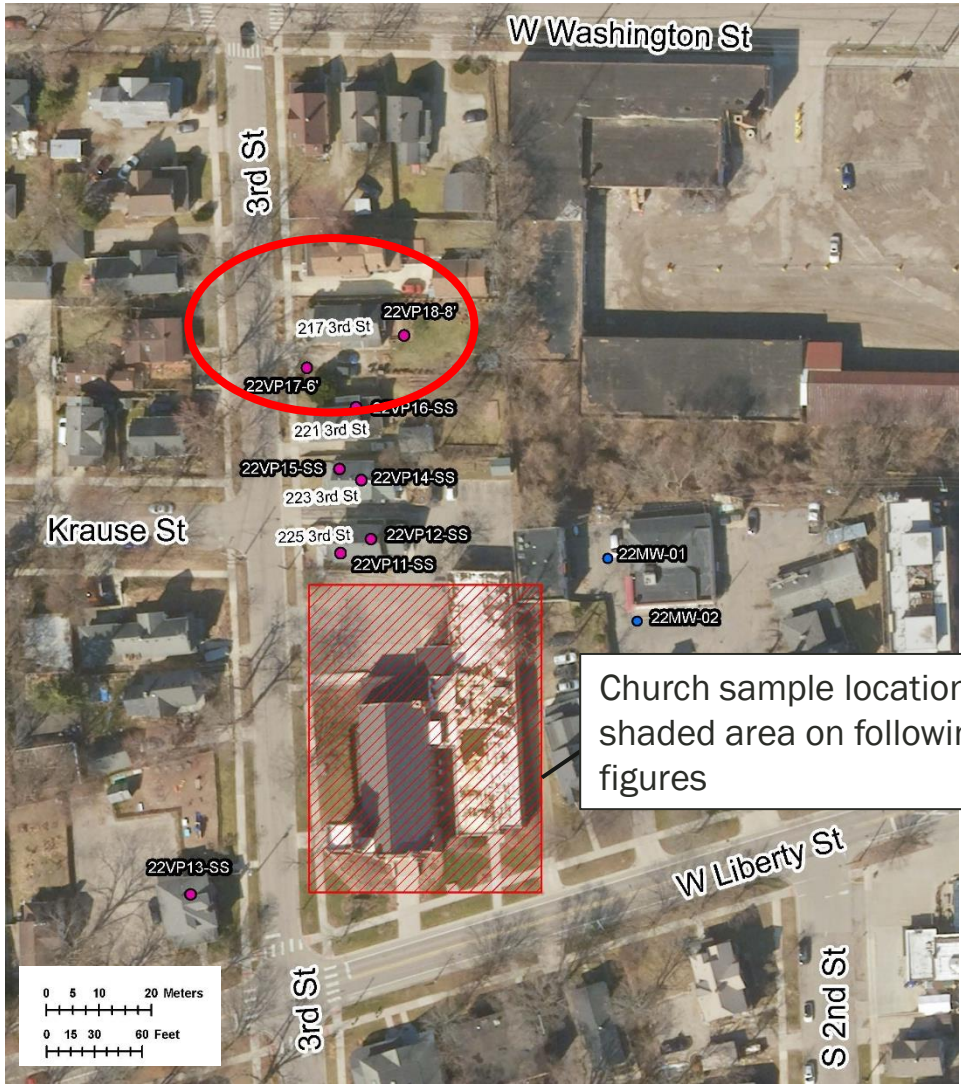 W Washington St
3rd St
22VP18-8'
217 3rd St
22VP17-6'
22VP16-SS
221 3rd St
22VP15-SS
22VP14-SS
223 3rd St
Krause St
225 3rd St
22VP12-SS
22VP11-SS
22MW-01
22MW-02
Church sample location
shaded area on followin
figures
W Liberty St
22VP13-SS
3rd St
S 2nd St
0 5 10 20 Meters
0 15 30 60 Feet